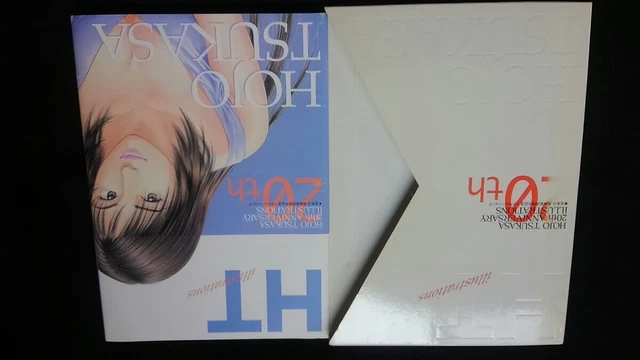 HT
illustrations
HOJO TSUKASA
20th ANNIVERSARY
ILLUSTRATIONS
20th
HOJO
TSUKASA
HT
illustrations
HOJO TSUKASA
20th ANNIVERSARY
ILLUSTRATIONS
0th
HOJO
TSUKASA